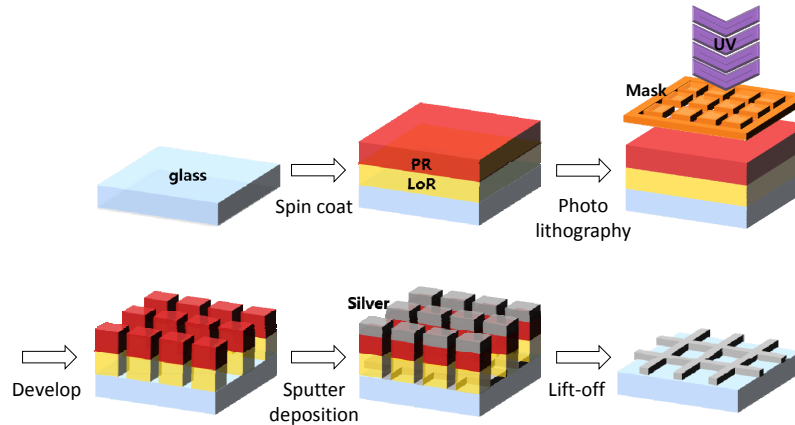 UV
Mask
glass
PR
LoR
Spin coat
Photo
lithography
Silver
Develop
Sputter
deposition
Lift-off